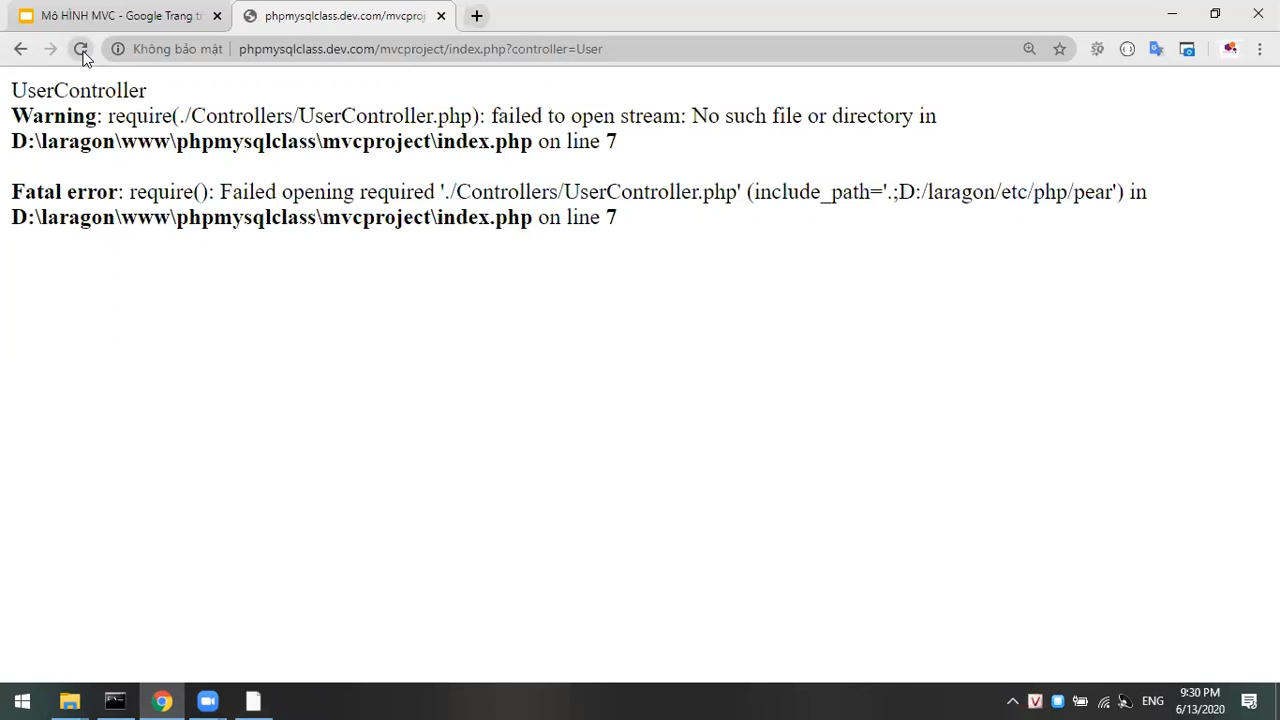 Mô HÌNH MVC - Google Trang t
phpmysqlclass.dev.com/mvcproj
Không bảo mật
phpmysqlclass.dev.com/mvcproject/index.php?controller=User
UserController
Warning: require(./Controllers/UserController.php): failed to open stream: No such file or directory in
D:\laragon\www\phpmysqlclass\mvcproject\index.php on line 7
Fatal error: require(): Failed opening required './Controllers/UserController.php' (include_path='.;D:/laragon/etc/php/pear') in
D:\laragon\www\phpmysqlclass\mvcproject\index.php on line 7
V
ENG
9:30 PM
6/13/2020